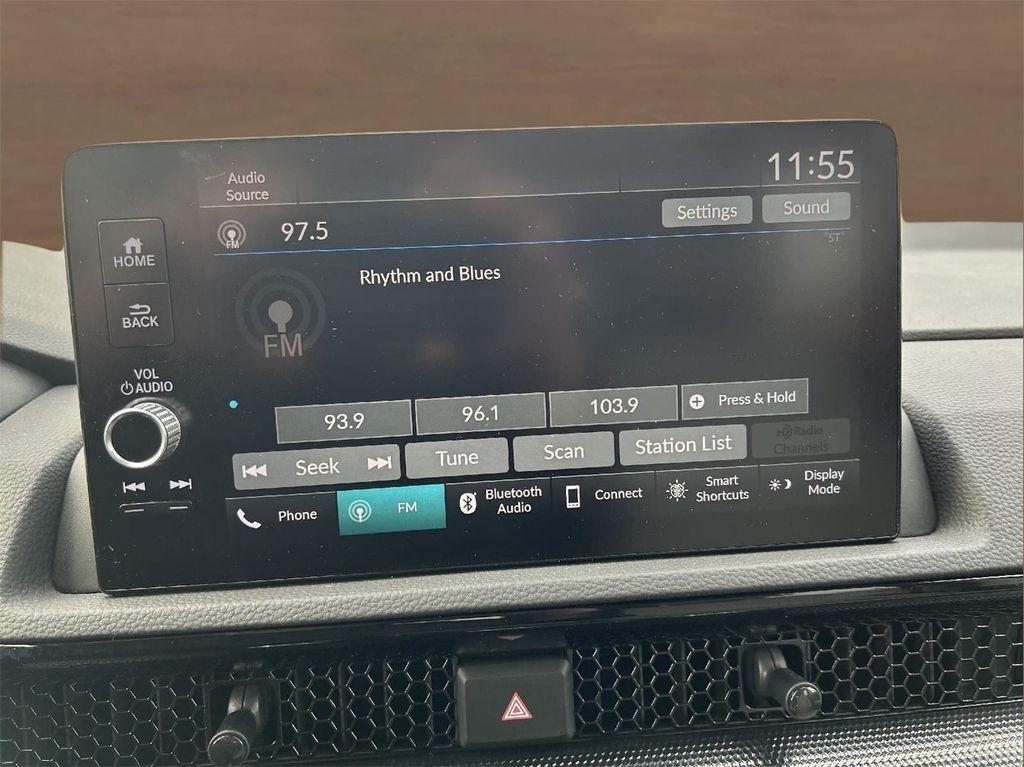 Audio
Source
11:55
FM
97.5
Settings
Sound
ST
HOME
Rhythm and Blues
BACK
FM
VOL
AUDIO
93.9
96.1
103.9
Press & Hold
Seek
Tune
Scan
Station List
HD Radio
Channels
Phone
FM
Bluetooth
Audio
Connect
Smart
Shortcuts
Display
Mode